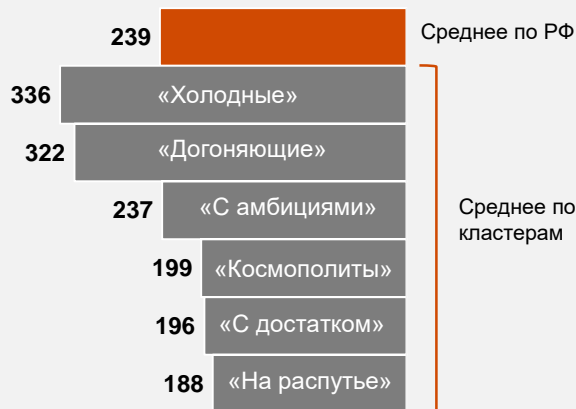 239
Среднее по РФ
336
«Холодные»
322
«Догоняющие»
237
«С амбициями»
Среднее по
кластерам
199
«Космополиты»
196
«С достатком»
188
«На распутье»